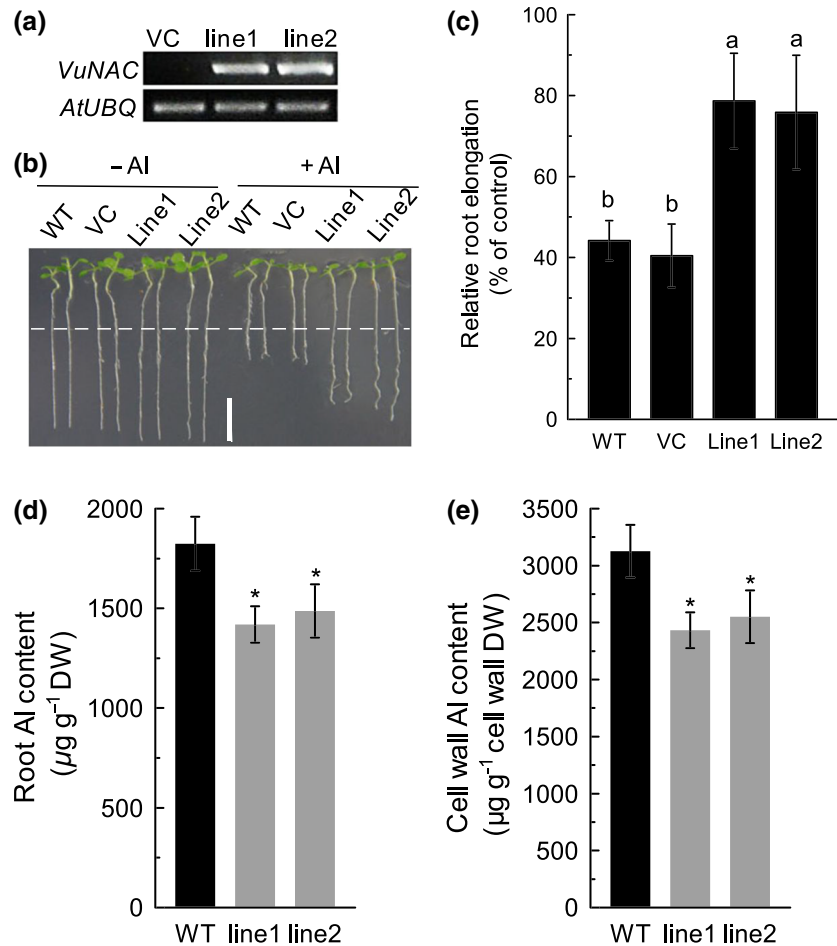 (a)
VC line1 line2
VuNAC
AtUBQ
(b)
– Al + Al
WT VC Line1 Line2 WT VC Line1 Line2
(c)
Relative root elongation
(% of control)
100
80
60
40
20
0
b b a a
WT VC Line1 Line2
(d)
Root Al content
(µg g⁻¹ DW)
2000
1500
1000
500
0
* *
WT line1 line2
(e)
Cell wall Al content
(µg g⁻¹ cell wall DW)
3500
3000
2500
2000
1500
1000
500
0
* *
WT line1 line2